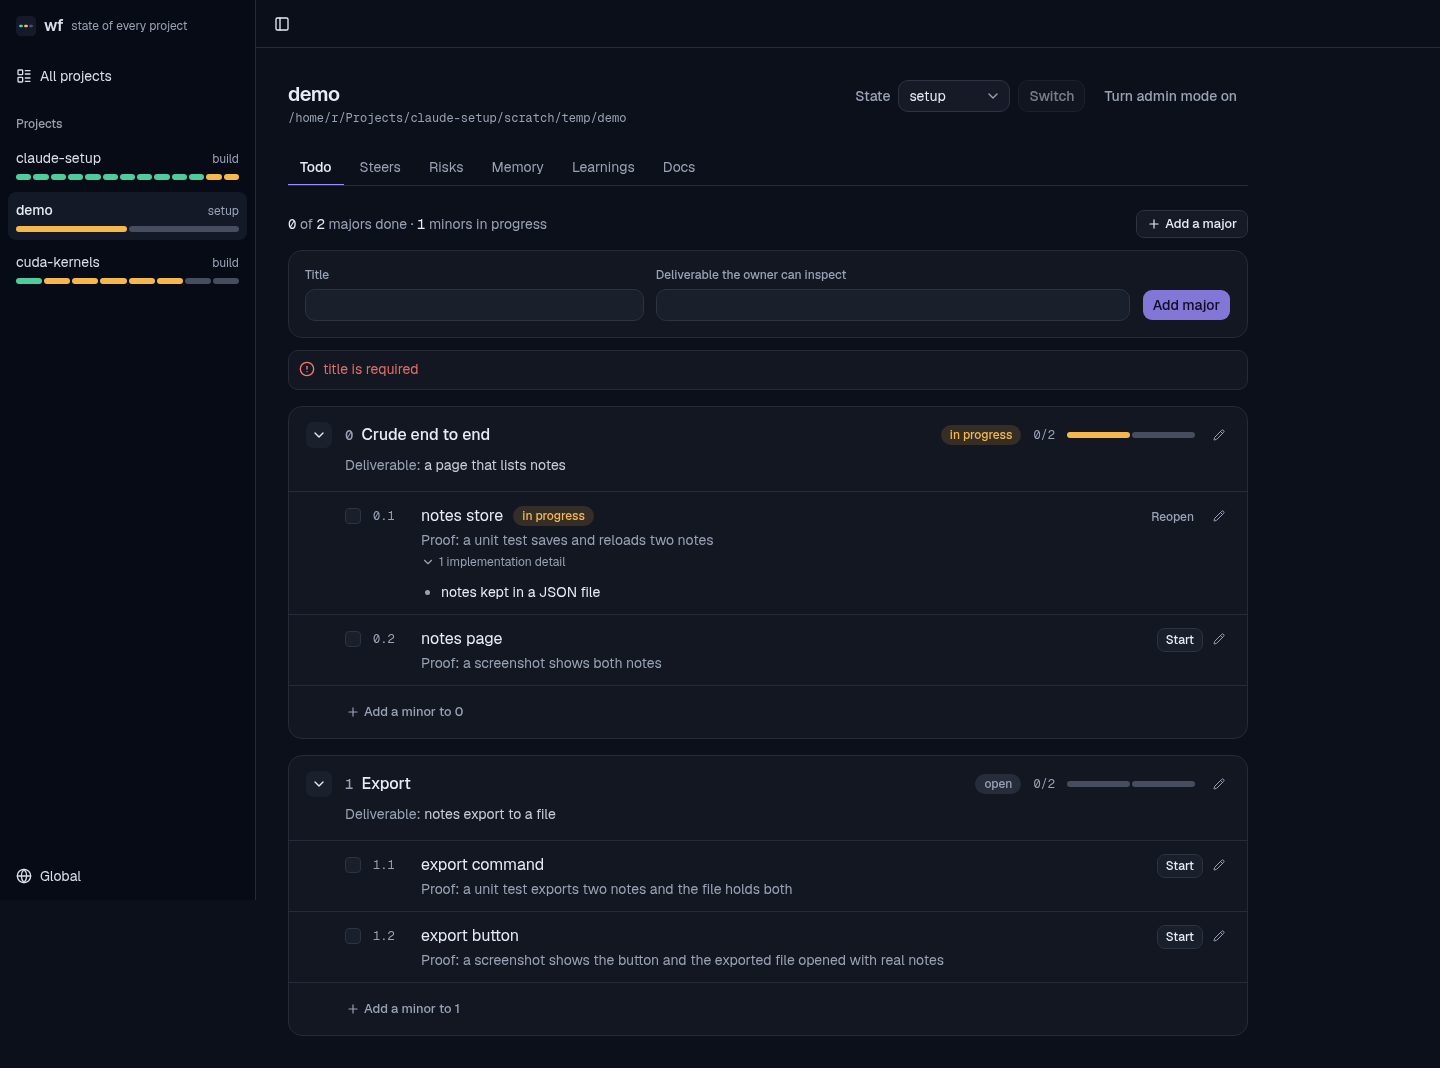 wf state of every project
All projects
Projects
claude-setup build
demo setup
cuda-kernels build
Global
demo
/home/r/Projects/claude-setup/scratch/temp/demo
State setup Switch Turn admin mode on
Todo Steers Risks Memory Learnings Docs
0 of 2 majors done · 1 minors in progress
Add a major
Title Deliverable the owner can inspect
Add major
title is required
0 Crude end to end in progress 0/2
Deliverable: a page that lists notes
0.1 notes store in progress Reopen
Proof: a unit test saves and reloads two notes
1 implementation detail
notes kept in a JSON file
0.2 notes page Start
Proof: a screenshot shows both notes
Add a minor to 0
1 Export open 0/2
Deliverable: notes export to a file
1.1 export command Start
Proof: a unit test exports two notes and the file holds both
1.2 export button Start
Proof: a screenshot shows the button and the exported file opened with real notes
Add a minor to 1